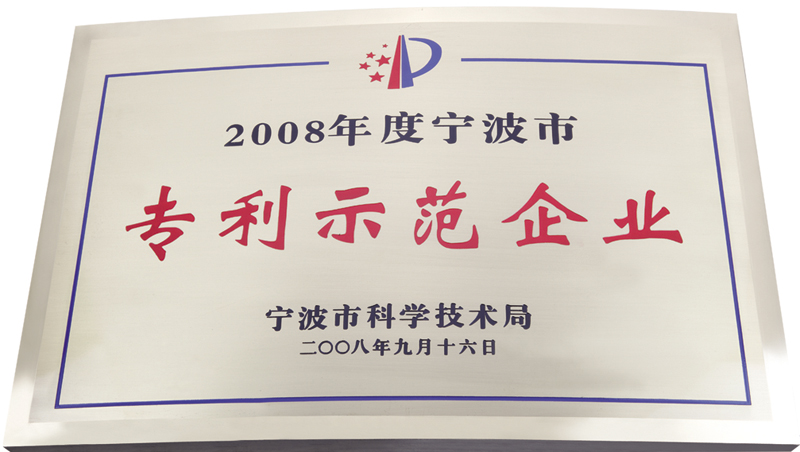 2008年度宁波市
专利示范企业
宁波市科学技术局
二〇〇八年九月十六日